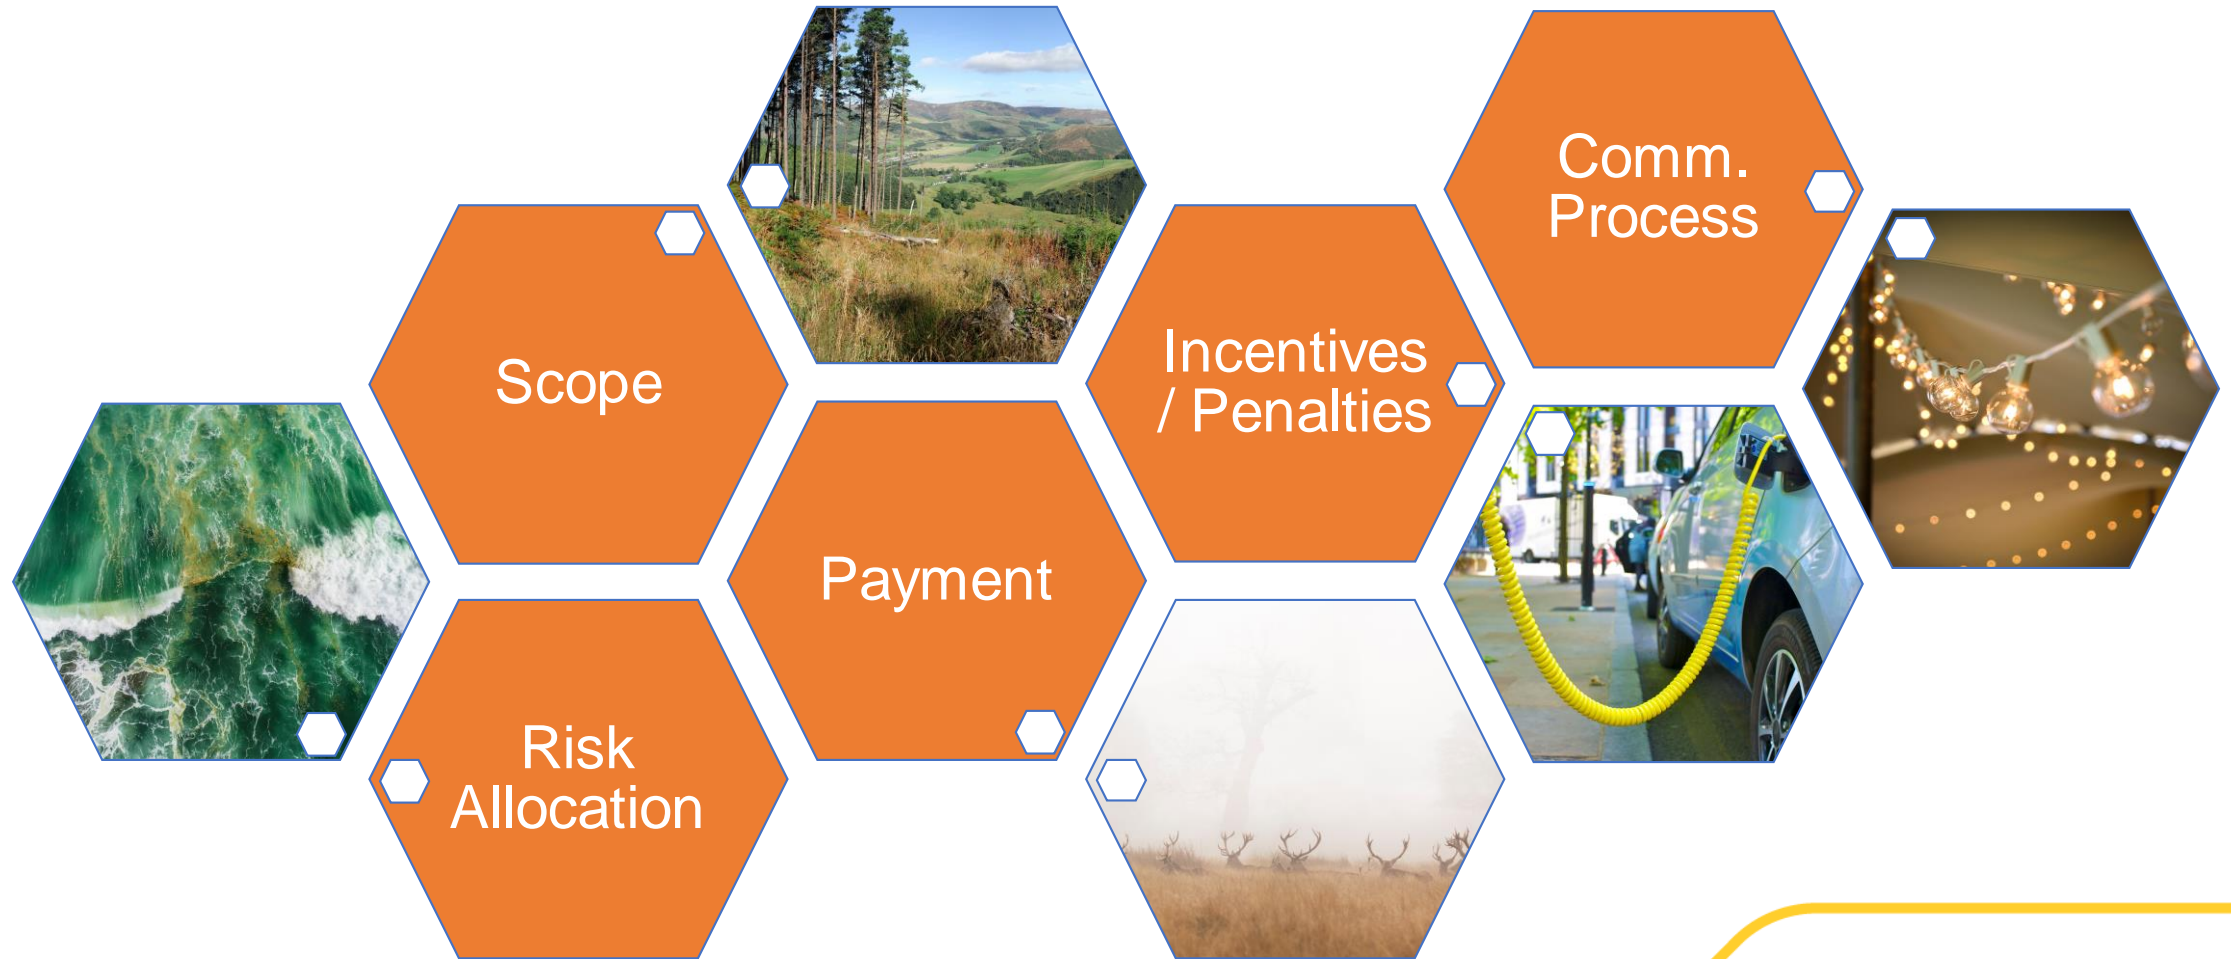 Scope
Risk
Allocation
Payment
Incentives
/ Penalties
Comm.
Process